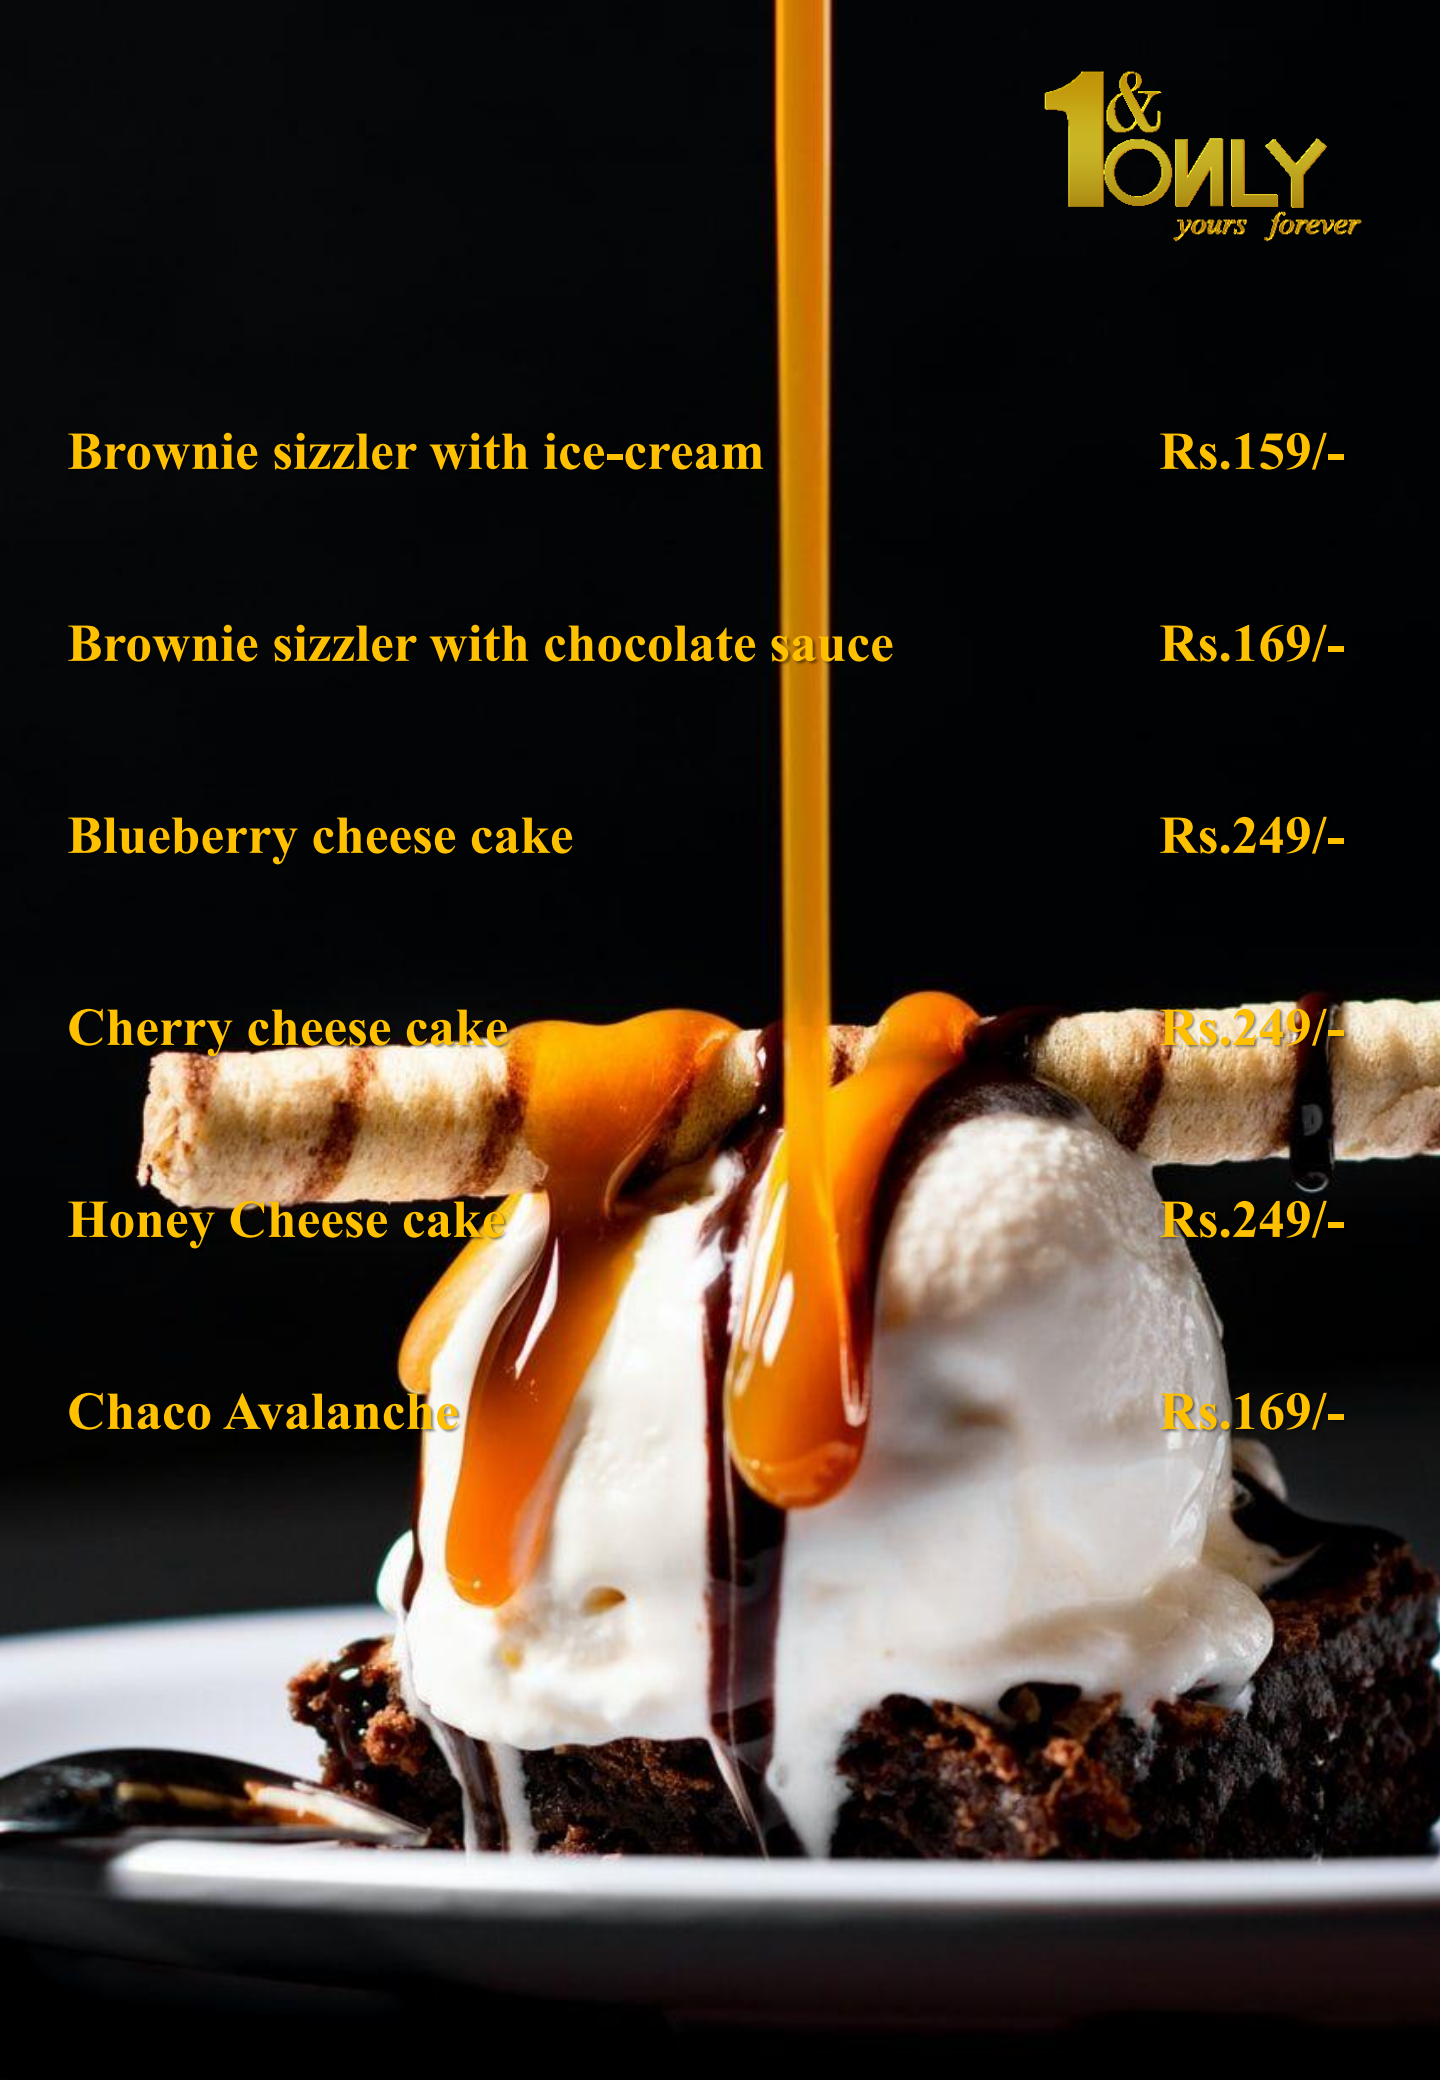 1&ONLY
yours forever
Brownie sizzler with ice-cream Rs.159/-
Brownie sizzler with chocolate sauce Rs.169/-
Blueberry cheese cake Rs.249/-
Cherry cheese cake Rs.249/-
Honey Cheese cake Rs.249/-
Chaco Avalanche Rs.169/-